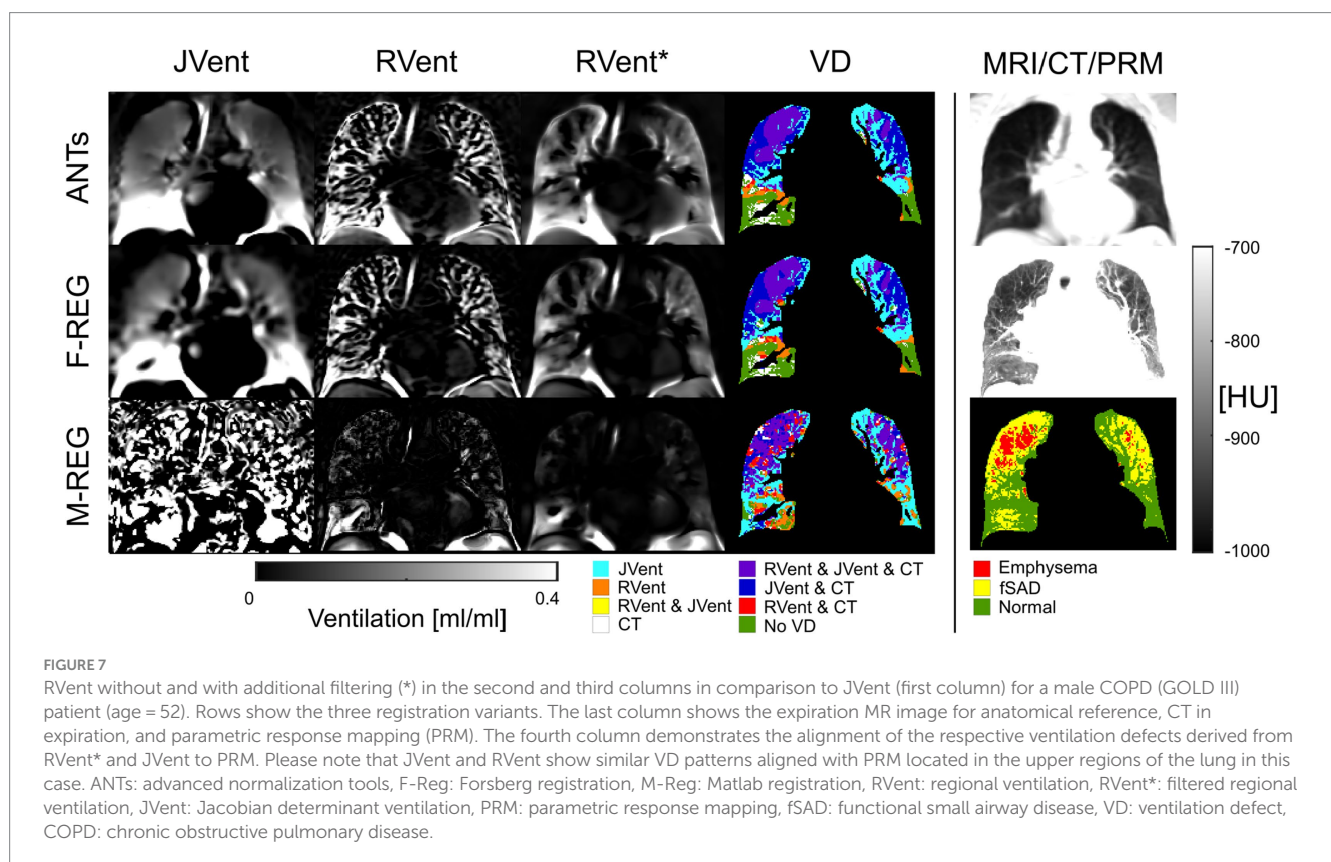 JVent RVent RVent* VD MRI/CT/PRM
ANTs
F-REG
M-REG
-700
-800
[HU]
-900
-1000
0 0.4
Ventilation [ml/ml]
JVent
RVent
RVent & JVent
CT
RVent & JVent & CT
JVent & CT
RVent & CT
No VD
Emphysema
fSAD
Normal
FIGURE 7
RVent without and with additional filtering (*) in the second and third columns in comparison to JVent (first column) for a male COPD (GOLD III)
patient (age = 52). Rows show the three registration variants. The last column shows the expiration MR image for anatomical reference, CT in
expiration, and parametric response mapping (PRM). The fourth column demonstrates the alignment of the respective ventilation defects derived from
RVent* and JVent to PRM. Please note that JVent and RVent show similar VD patterns aligned with PRM located in the upper regions of the lung in this
case. ANTs: advanced normalization tools, F-Reg: Forsberg registration, M-Reg: Matlab registration, RVent: regional ventilation, RVent*: filtered regional
ventilation, JVent: Jacobian determinant ventilation, PRM: parametric response mapping, fSAD: functional small airway disease, VD: ventilation defect,
COPD: chronic obstructive pulmonary disease.